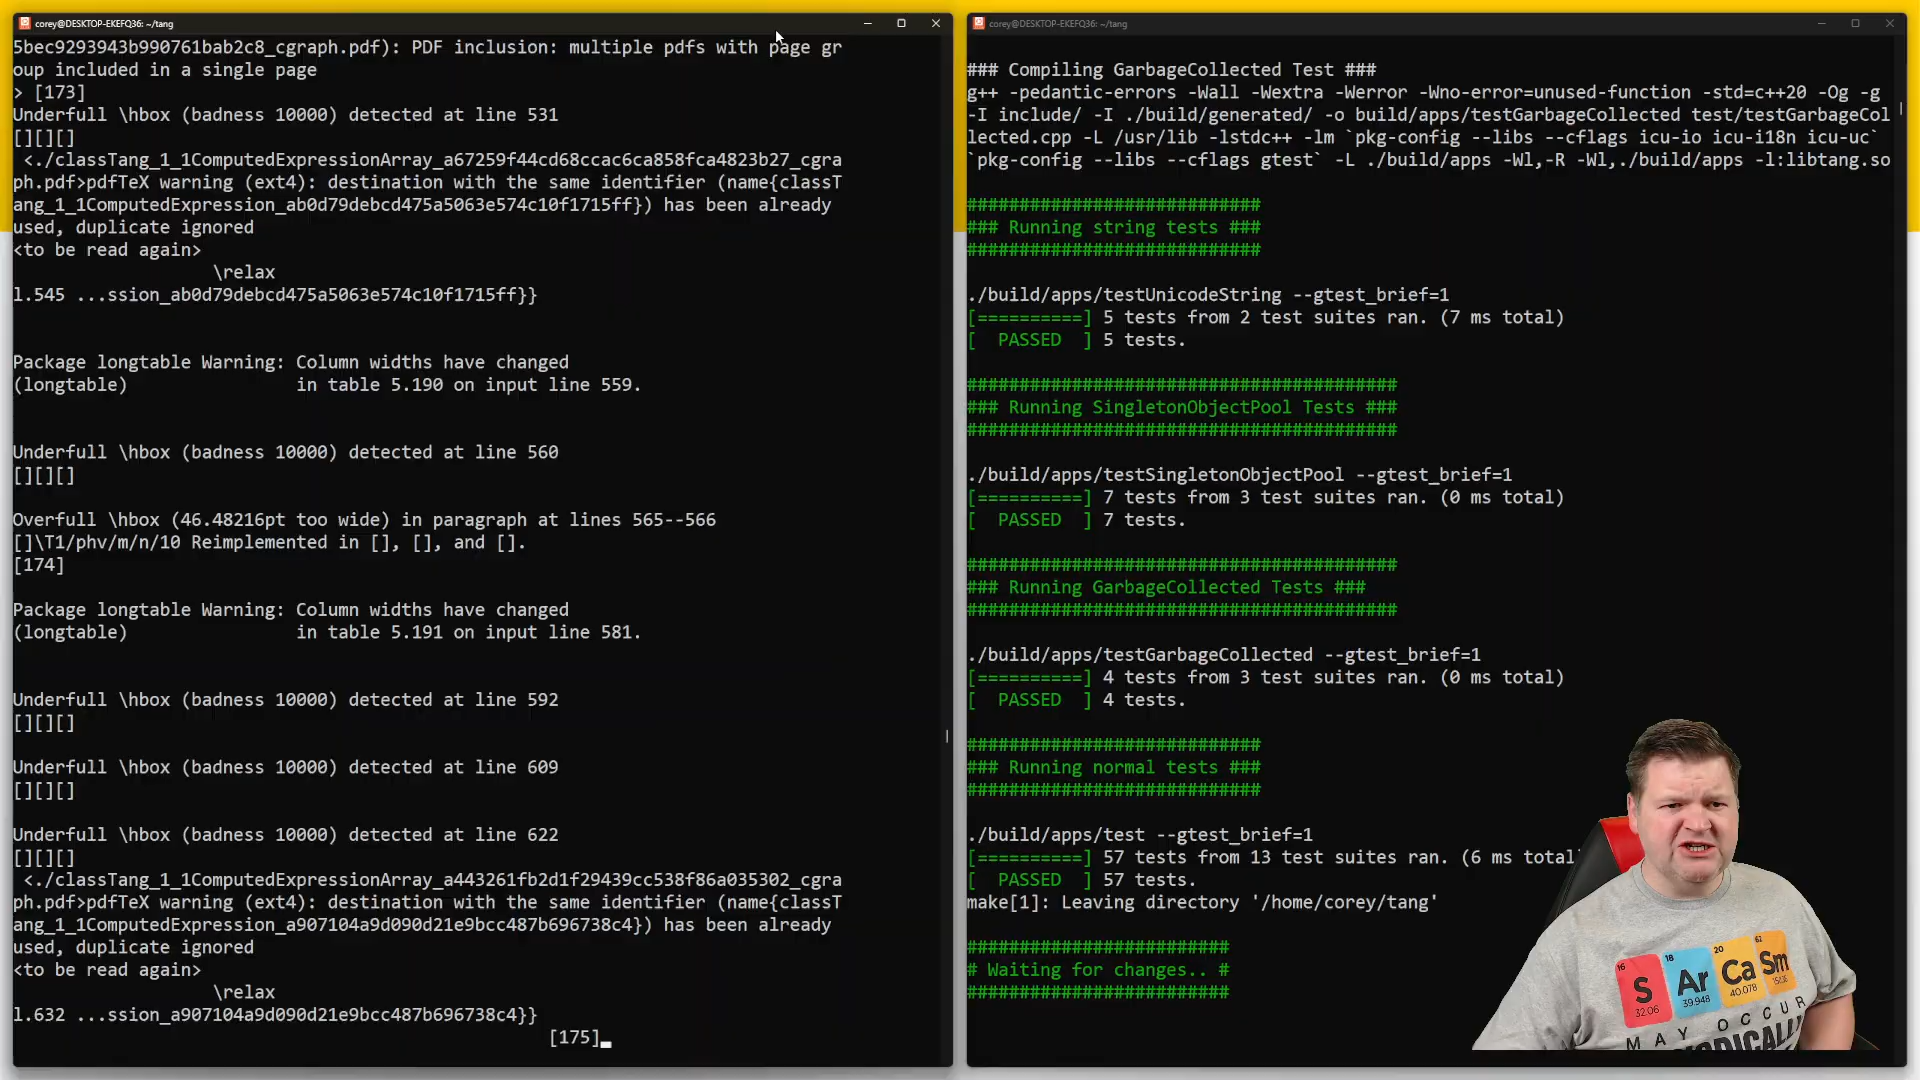 corey@DESKTOP-EKEFQ36: ~/tang
5bec9293943b990761bab2c8_cgraph.pdf): PDF inclusion: multiple pdfs with page gr
oup included in a single page
> [173]
Underfull \hbox (badness 10000) detected at line 531
[][][]
<./classTang_1_1ComputedExpressionArray_a67259f44cd68ccac6ca858fca4823b27_cgra
ph.pdf>pdfTeX warning (ext4): destination with the same identifier (name{classT
ang_1_1ComputedExpression_ab0d79debcd475a5063e574c10f1715ff}) has been already
used, duplicate ignored
<to be read again>
\relax
l.545 ...ssion_ab0d79debcd475a5063e574c10f1715ff}}
Package longtable Warning: Column widths have changed
(longtable) in table 5.190 on input line 559.
Underfull \hbox (badness 10000) detected at line 560
[][][]
Overfull \hbox (46.48216pt too wide) in paragraph at lines 565--566
[]\T1/phv/m/n/10 Reimplemented in [], [], and [].
[174]
Package longtable Warning: Column widths have changed
(longtable) in table 5.191 on input line 581.
Underfull \hbox (badness 10000) detected at line 592
[][][]
Underfull \hbox (badness 10000) detected at line 609
[][][]
Underfull \hbox (badness 10000) detected at line 622
[][][]
<./classTang_1_1ComputedExpressionArray_a443261fb2d1f29439cc538f86a035302_cgra
ph.pdf>pdfTeX warning (ext4): destination with the same identifier (name{classT
ang_1_1ComputedExpression_a907104a9d090d21e9bcc487b696738c4}) has been already
used, duplicate ignored
<to be read again>
\relax
l.632 ...ssion_a907104a9d090d21e9bcc487b696738c4}}
[175]
corey@DESKTOP-EKEFQ36: ~/tang
### Compiling GarbageCollected Test ###
g++ -pedantic-errors -Wall -Wextra -Werror -Wno-error=unused-function -std=c++20 -Og -g
-I include/ -I ./build/generated/ -o build/apps/testGarbageCollected test/testGarbageCol
lected.cpp -L /usr/lib -lstdc++ -lm `pkg-config --libs --cflags icu-io icu-i18n icu-uc`
`pkg-config --libs --cflags gtest` -L ./build/apps -Wl,-R -Wl,./build/apps -l:libtang.so
############################
### Running string tests ###
############################
./build/apps/testUnicodeString --gtest_brief=1
[==========] 5 tests from 2 test suites ran. (7 ms total)
[  PASSED  ] 5 tests.
#########################################
### Running SingletonObjectPool Tests ###
#########################################
./build/apps/testSingletonObjectPool --gtest_brief=1
[==========] 7 tests from 3 test suites ran. (0 ms total)
[  PASSED  ] 7 tests.
#########################################
### Running GarbageCollected Tests ###
#########################################
./build/apps/testGarbageCollected --gtest_brief=1
[==========] 4 tests from 3 test suites ran. (0 ms total)
[  PASSED  ] 4 tests.
############################
### Running normal tests ###
############################
./build/apps/test --gtest_brief=1
[==========] 57 tests from 13 test suites ran. (6 ms total
[  PASSED  ] 57 tests.
make[1]: Leaving directory '/home/corey/tang'
#########################
# Waiting for changes.. #
#########################
16 18 20 62
S Ar Ca Sm
32.06 39.948 40.078
MAY OCCUR